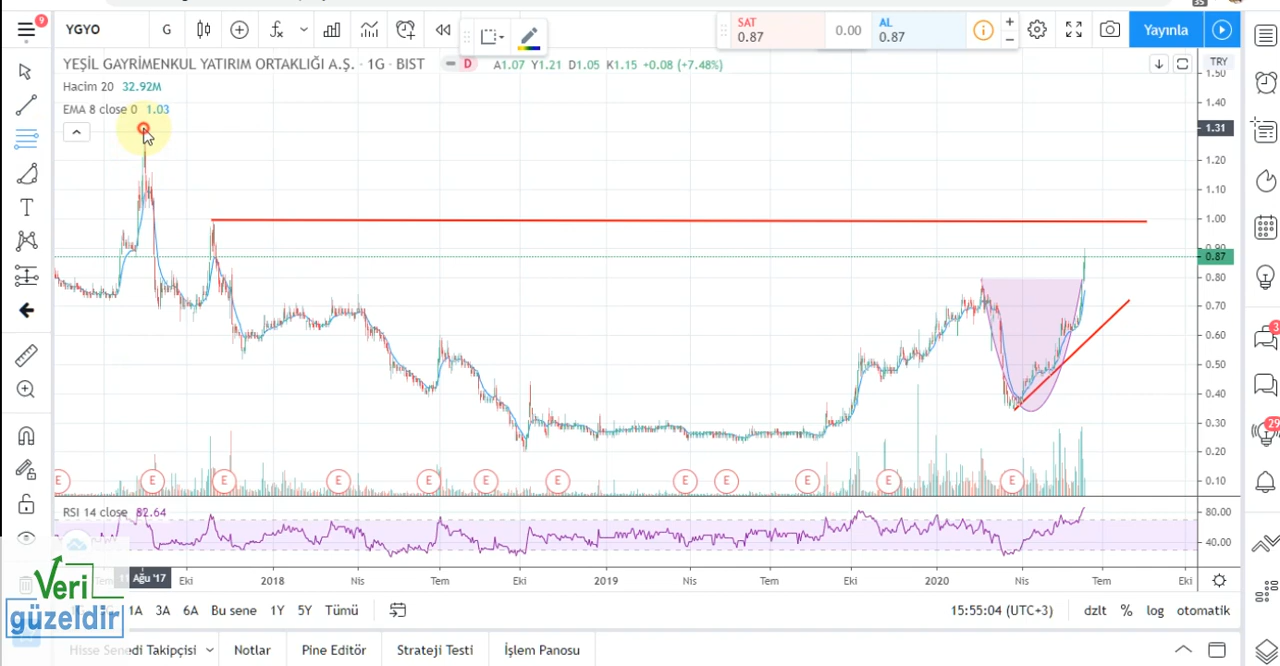 9
YGYO
G
SAT
0.87
0.00
AL
0.87
Yayınla
YEŞİL GAYRİMENKUL YATIRIM ORTAKLIĞI A.Ş. · 1G · BIST
D
A1.07 Y1.21 D1.05 K1.15 +0.08 (+7.48%)
TRY
Hacim 20 32.92M
EMA 8 close 0 1.03
1.50
1.40
1.31
1.20
1.10
1.00
0.90
0.87
0.80
0.70
0.60
0.50
0.40
0.30
0.20
0.10
E E E E E E E E E E E E
RSI 14 close 82.64
80.00
40.00
Ağu '17 Eki 2018 Nis Tem Eki 2019 Nis Tem Eki 2020 Nis Tem Eki
Veri
güzeldir
1A 3A 6A Bu sene 1Y 5Y Tümü
15:55:04 (UTC+3)
dzlt % log otomatik
Hisse Senedi Takipçisi
Notlar
Pine Editör
Strateji Testi
İşlem Panosu
3
29